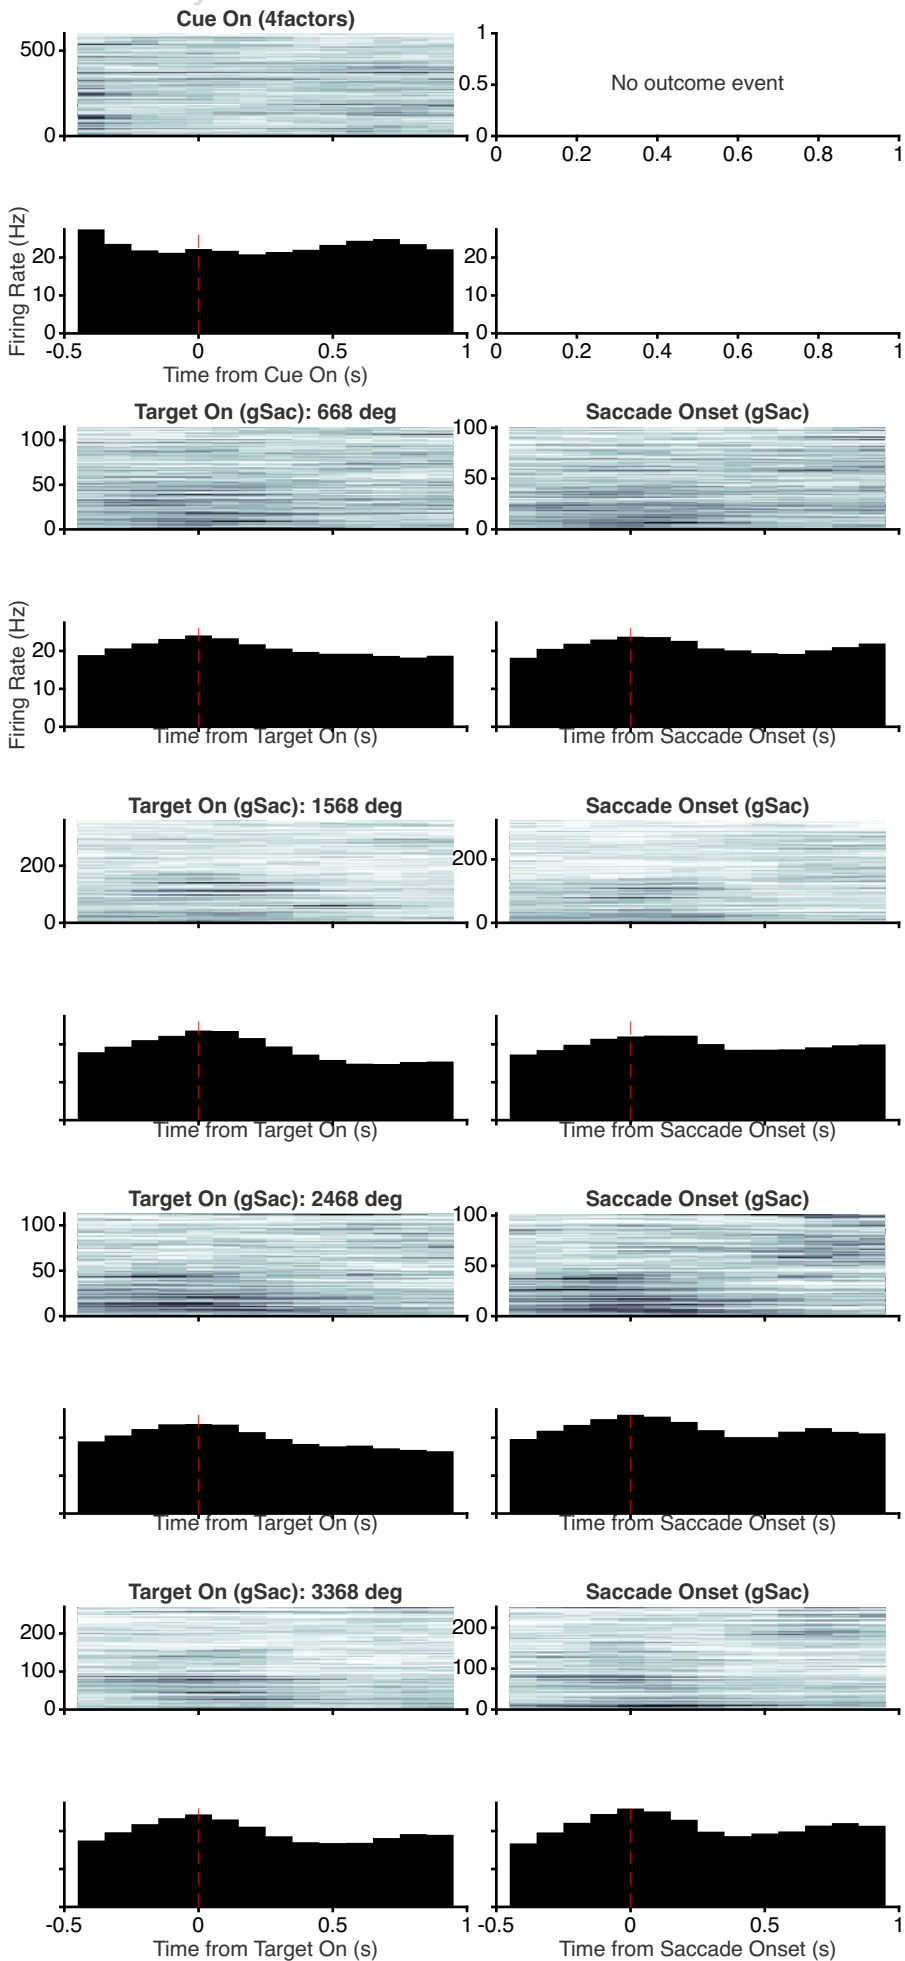 Cue On (4factors)
500
0
1
0.5
0
No outcome event
0 0.2 0.4 0.6 0.8 1
Firing Rate (Hz)
20
10
0
-0.5 0 0.5 1
Time from Cue On (s)
20
10
0
0 0.2 0.4 0.6 0.8 1
Target On (gSac): 668 deg
100
50
0
Saccade Onset (gSac)
100
50
0
Firing Rate (Hz)
20
10
0
Time from Target On (s)
Time from Saccade Onset (s)
Target On (gSac): 1568 deg
200
0
Saccade Onset (gSac)
200
0
Time from Target On (s)
Time from Saccade Onset (s)
Target On (gSac): 2468 deg
100
50
0
Saccade Onset (gSac)
100
50
0
Time from Target On (s)
Time from Saccade Onset (s)
Target On (gSac): 3368 deg
200
100
0
Saccade Onset (gSac)
200
100
0
-0.5 0 0.5 1
Time from Target On (s)
-0.5 0 0.5 1
Time from Saccade Onset (s)